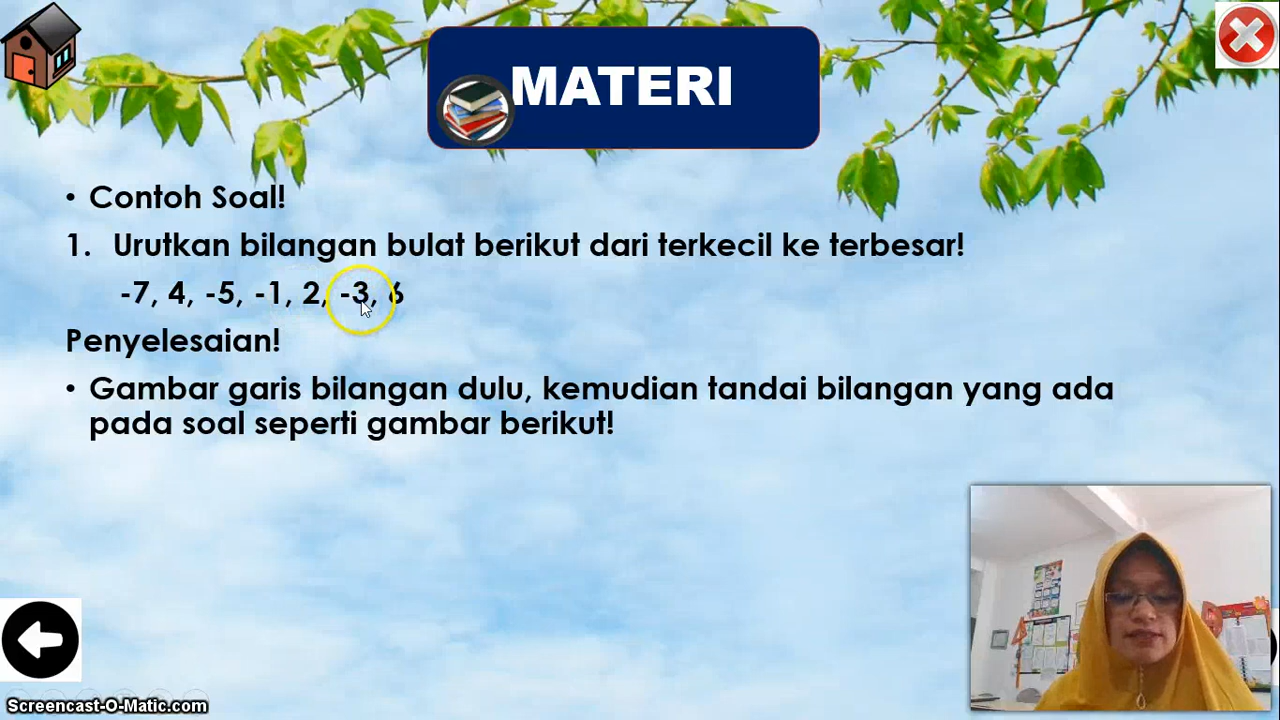 MATERI
• Contoh Soal!
1. Urutkan bilangan bulat berikut dari terkecil ke terbesar!
-7, 4, -5, -1, 2, -3, 6
Penyelesaian!
• Gambar garis bilangan dulu, kemudian tandai bilangan yang ada
pada soal seperti gambar berikut!
Screencast-O-Matic.com